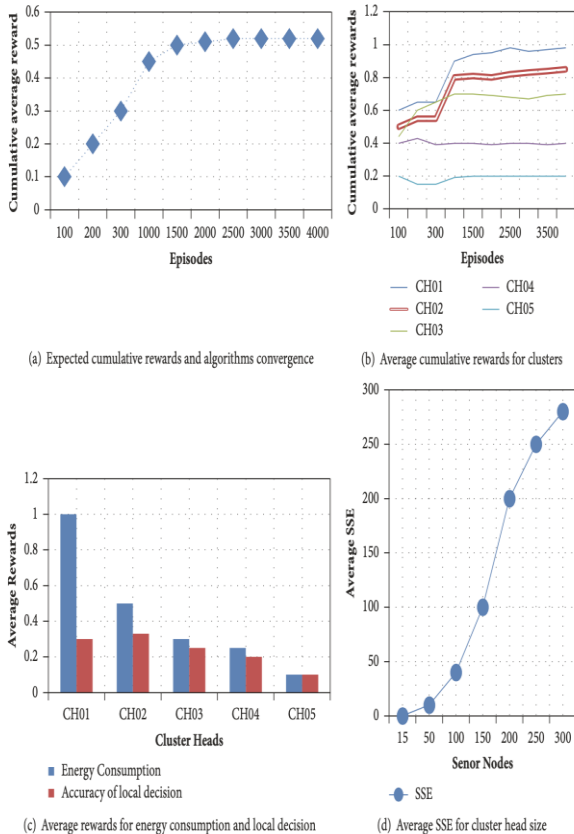 Cumulative average reward
0.6
0.5
0.4
0.3
0.2
0.1
0
100 200 300 1000 1500 2000 2500 3000 3500 4000
Episodes
(a) Expected cumulative rewards and algorithms convergence
Cumulative average rewards
1.2
1
0.8
0.6
0.4
0.2
0
100 300 1500 2500 3500
Episodes
CH01 CH04
CH02 CH05
CH03
(b) Average cumulative rewards for clusters
Average Rewards
1.2
1
0.8
0.6
0.4
0.2
0
CH01 CH02 CH03 CH04 CH05
Cluster Heads
Energy Consumption
Accuracy of local decision
(c) Average rewards for energy consumption and local decision
Average SSE
300
250
200
150
100
50
0
15 50 100 150 200 250 300
Senor Nodes
SSE
(d) Average SSE for cluster head size